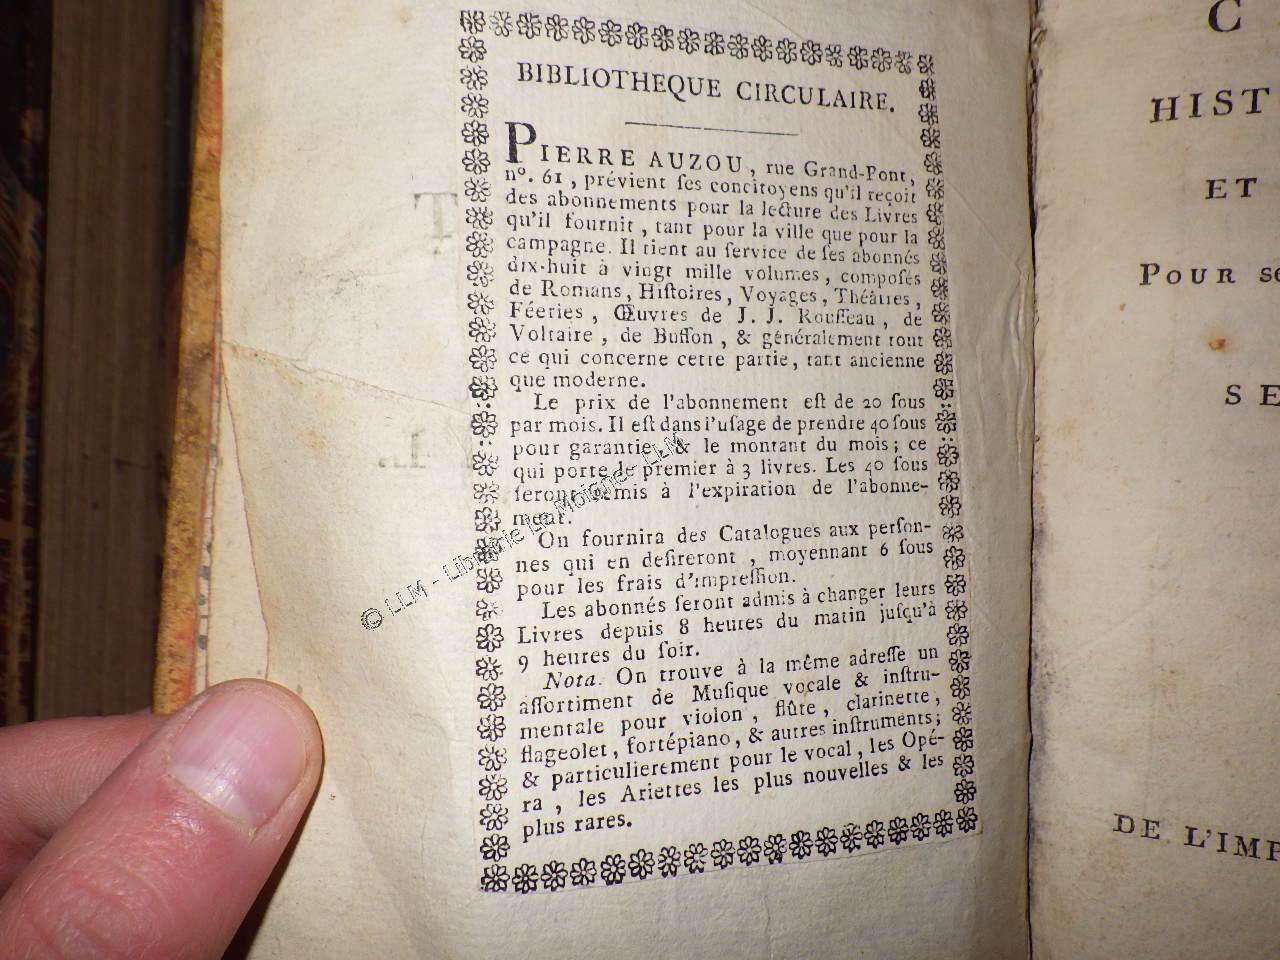 BIBLIOTHEQUE CIRCULAIRE.
PIERRE AUZOU, rue Grand-Pont,
n°. 61, prévient ſes concitoyens qu'il reçoit
des abonnements pour la lecture des Livres
qu'il fournit, tant pour la ville que pour la
campagne. Il tient au ſervice de ſes abonnés
dix-huit à vingt mille volumes, compoſés
de Romans, Hiſtoires, Voyages, Théâtres,
Féeries, Œuvres de J. J. Rouſſeau, de
Voltaire, de Buffon, & généralement tout
ce qui concerne cette partie, tant ancienne
que moderne.
Le prix de l'abonnement eſt de 20 ſous
par mois. Il eſt dans l'uſage de prendre 40 ſous
pour garantie, & le montant du mois; ce
qui porte le premier à 3 livres. Les 40 ſous
ſeront remis à l'expiration de l'abonne-
ment.
On fournira des Catalogues aux perſon-
nes qui en deſireront, moyennant 6 ſous
pour les frais d'impreſſion.
Les abonnés ſeront admis à changer leurs
Livres depuis 8 heures du matin juſqu'à
9 heures du ſoir.
Nota. On trouve à la même adreſſe un
aſſortiment de Muſique vocale & inſtru-
mentale pour violon, flûte, clarinette,
flageolet, fortépiano, & autres inſtruments;
& particulierement pour le vocal, les Opé-
ra, les Ariettes les plus nouvelles & les
plus rares.
© LLM - Librairie Le Moigne - LLM
C
HIST
ET
POUR
SE
DE L'IMP